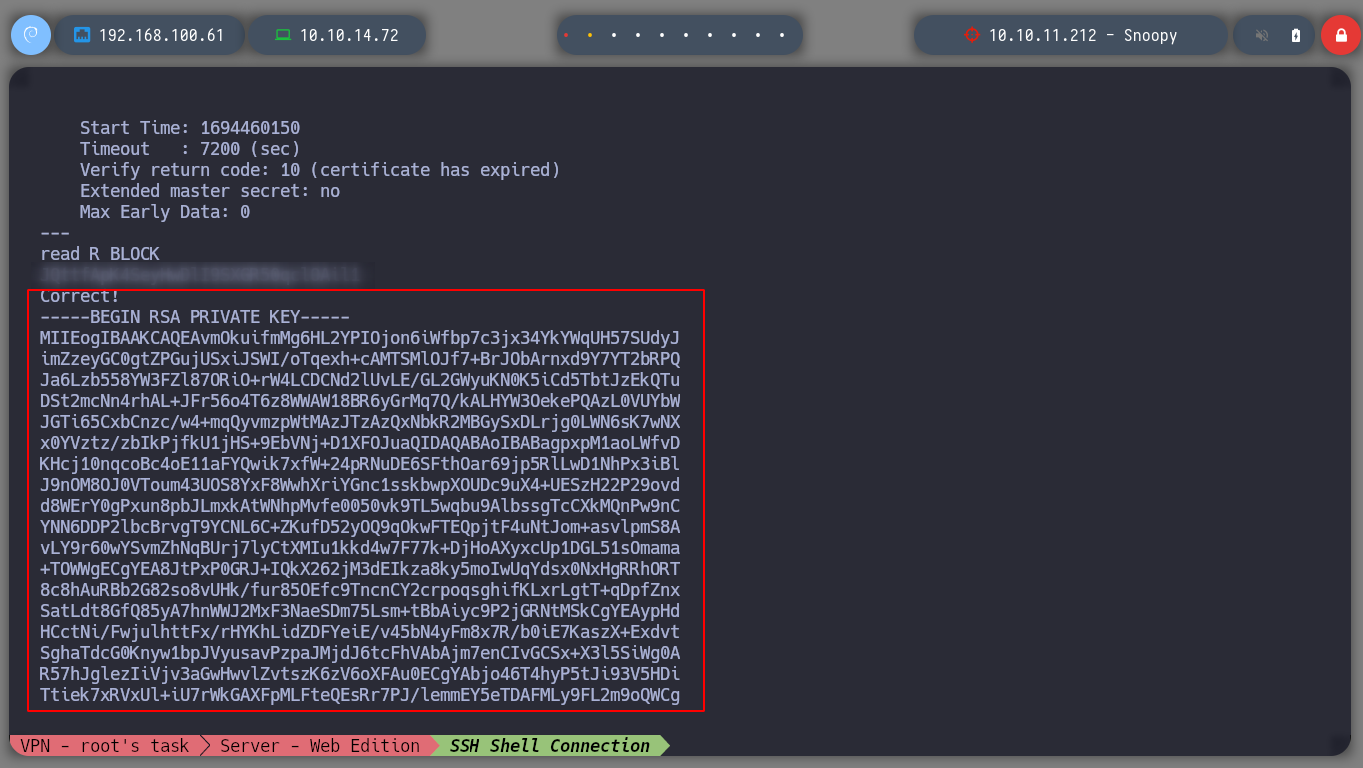 192.168.100.61
10.10.14.72
10.10.11.212 - Snoopy
Start Time: 1694460150
Timeout   : 7200 (sec)
Verify return code: 10 (certificate has expired)
Extended master secret: no
Max Early Data: 0
---
read R BLOCK
Correct!
-----BEGIN RSA PRIVATE KEY-----
MIIEogIBAAKCAQEAvmOkuifmMg6HL2YPIOjon6iWfbp7c3jx34YkYWqUH57SUdyJ
imZzeyGC0gtZPGujUSxiJSWI/oTqexh+cAMTSMlOJf7+BrJObArnxd9Y7YT2bRPQ
Ja6Lzb558YW3FZl87ORiO+rW4LCDCNd2lUvLE/GL2GWyuKN0K5iCd5TbtJzEkQTu
DSt2mcNn4rhAL+JFr56o4T6z8WWAW18BR6yGrMq7Q/kALHYW3OekePQAzL0VUYbW
JGTi65CxbCnzc/w4+mqQyvmzpWtMAzJTzAzQxNbkR2MBGySxDLrjg0LWN6sK7wNX
x0YVztz/zbIkPjfkU1jHS+9EbVNj+D1XFOJuaQIDAQABAoIBABagpxpM1aoLWfvD
KHcj10nqcoBc4oE11aFYQwik7xfW+24pRNuDE6SFthOar69jp5RlLwD1NhPx3iBl
J9nOM8OJ0VToum43UOS8YxF8WwhXriYGnc1sskbwpXOUDc9uX4+UESzH22P29ovd
d8WErY0gPxun8pbJLmxkAtWNhpMvfe0050vk9TL5wqbu9AlbssgTcCXkMQnPw9nC
YNN6DDP2lbcBrvgT9YCNL6C+ZKufD52yOQ9qOkwFTEQpjtF4uNtJom+asvlpmS8A
vLY9r60wYSvmZhNqBUrj7lyCtXMIu1kkd4w7F77k+DjHoAXyxcUp1DGL51sOmama
+TOWWgECgYEA8JtPxP0GRJ+IQkX262jM3dEIkza8ky5moIwUqYdsx0NxHgRRhORT
8c8hAuRBb2G82so8vUHk/fur85OEfc9TncnCY2crpoqsghifKLxrLgtT+qDpfZnx
SatLdt8GfQ85yA7hnWWJ2MxF3NaeSDm75Lsm+tBbAiyc9P2jGRNtMSkCgYEAypHd
HCctNi/FwjulhttFx/rHYKhLidZDFYeiE/v45bN4yFm8x7R/b0iE7KaszX+Exdvt
SghaTdcG0Knyw1bpJVyusavPzpaJMjdJ6tcFhVAbAjm7enCIvGCSx+X3l5SiWg0A
R57hJglezIiVjv3aGwHwvlZvtszK6zV6oXFAu0ECgYAbjo46T4hyP5tJi93V5HDi
Ttiek7xRVxUl+iU7rWkGAXFpMLFteQEsRr7PJ/lemmEY5eTDAFMLy9FL2m9oQWCg
VPN - root's task
Server - Web Edition
SSH Shell Connection